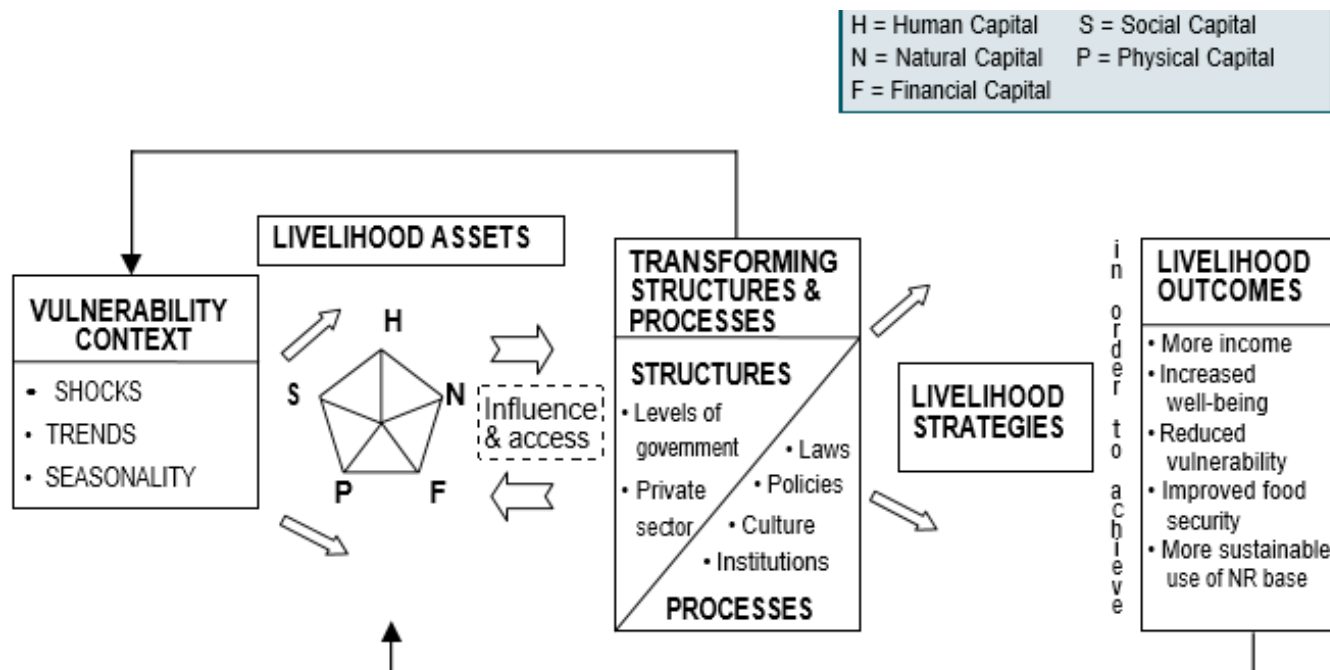 H = Human Capital S = Social Capital
N = Natural Capital P = Physical Capital
F = Financial Capital
LIVELIHOOD ASSETS
VULNERABILITY
CONTEXT
• SHOCKS
• TRENDS
• SEASONALITY
H
S
N
P
F
Influence
& access
TRANSFORMING
STRUCTURES &
PROCESSES
STRUCTURES
• Levels of
government
• Private
sector
• Laws
• Policies
• Culture
• Institutions
PROCESSES
LIVELIHOOD
STRATEGIES
in order to achieve
LIVELIHOOD
OUTCOMES
• More income
• Increased
well-being
• Reduced
vulnerability
• Improved food
security
• More sustainable
use of NR base